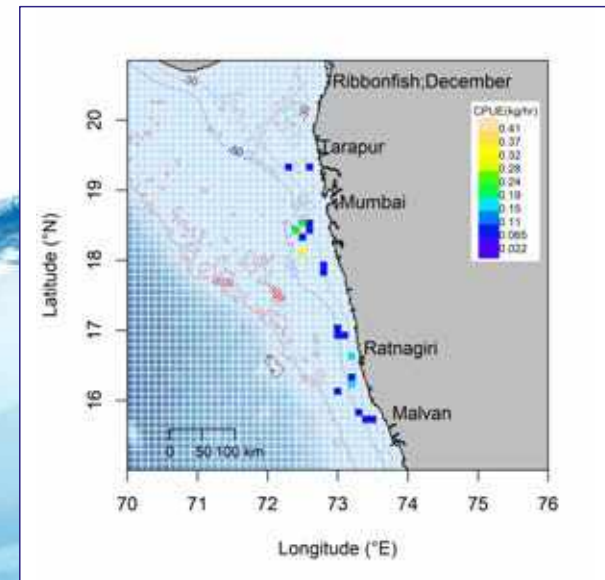 Ribbonfish;December
CPUE(kg/hr)
0.41
0.37
0.32
0.28
0.24
0.19
0.15
0.11
0.065
0.022
Tarapur
Mumbai
Ratnagiri
Malvan
Latitude (°N)
20
19
18
17
16
0 50 100 km
70 71 72 73 74 75 76
Longitude (°E)